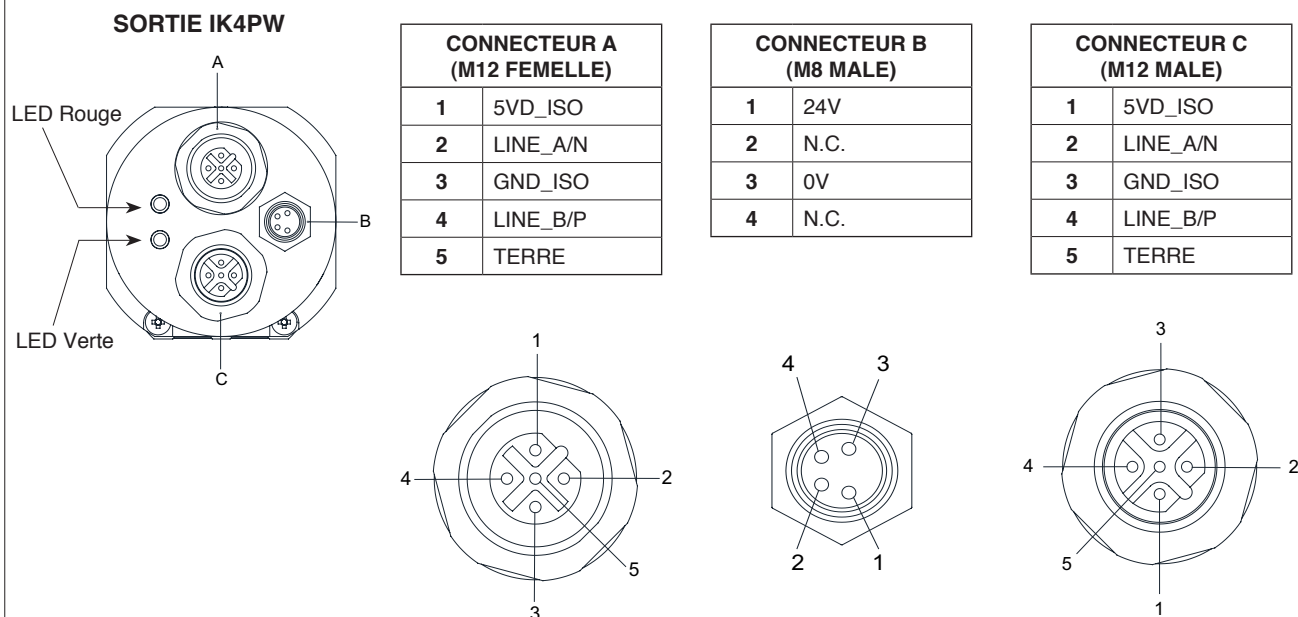 SORTIE IK4PW
A
LED Rouge
B
LED Verte
C
CONNECTEUR A
(M12 FEMELLE)
1 5VD_ISO
2 LINE_A/N
3 GND_ISO
4 LINE_B/P
5 TERRE
CONNECTEUR B
(M8 MALE)
1 24V
2 N.C.
3 0V
4 N.C.
CONNECTEUR C
(M12 MALE)
1 5VD_ISO
2 LINE_A/N
3 GND_ISO
4 LINE_B/P
5 TERRE
1
4 2
5
3
4 3
2 1
3
4 2
5
1